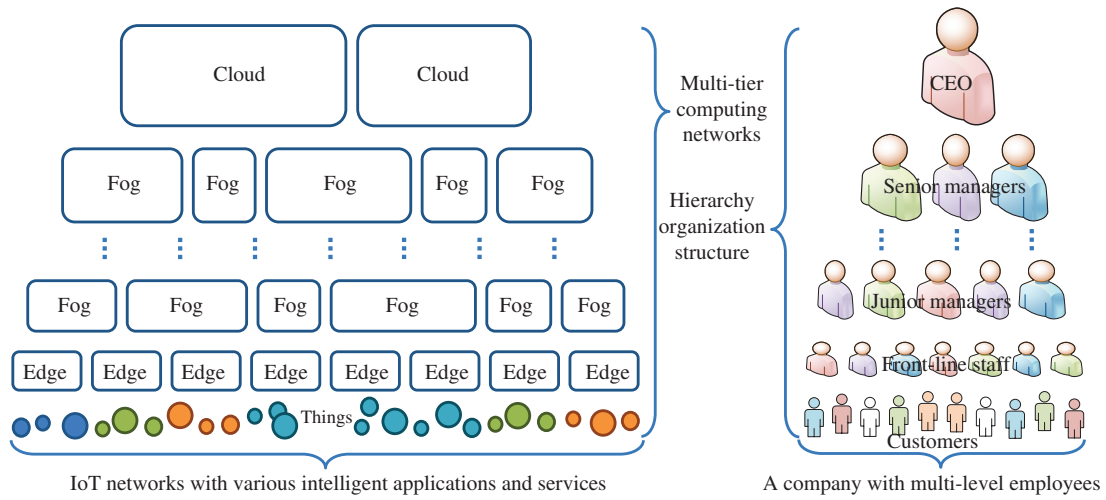 Cloud
Cloud
Fog
Fog
Fog
Fog
Fog
Fog
Fog
Fog
Fog
Fog
Fog
Edge
Edge
Edge
Edge
Edge
Edge
Edge
Edge
Things
IoT networks with various intelligent applications and services
Multi-tier
computing
networks
Hierarchy
organization
structure
CEO
Senior managers
Junior managers
Front-line staff
Customers
A company with multi-level employees